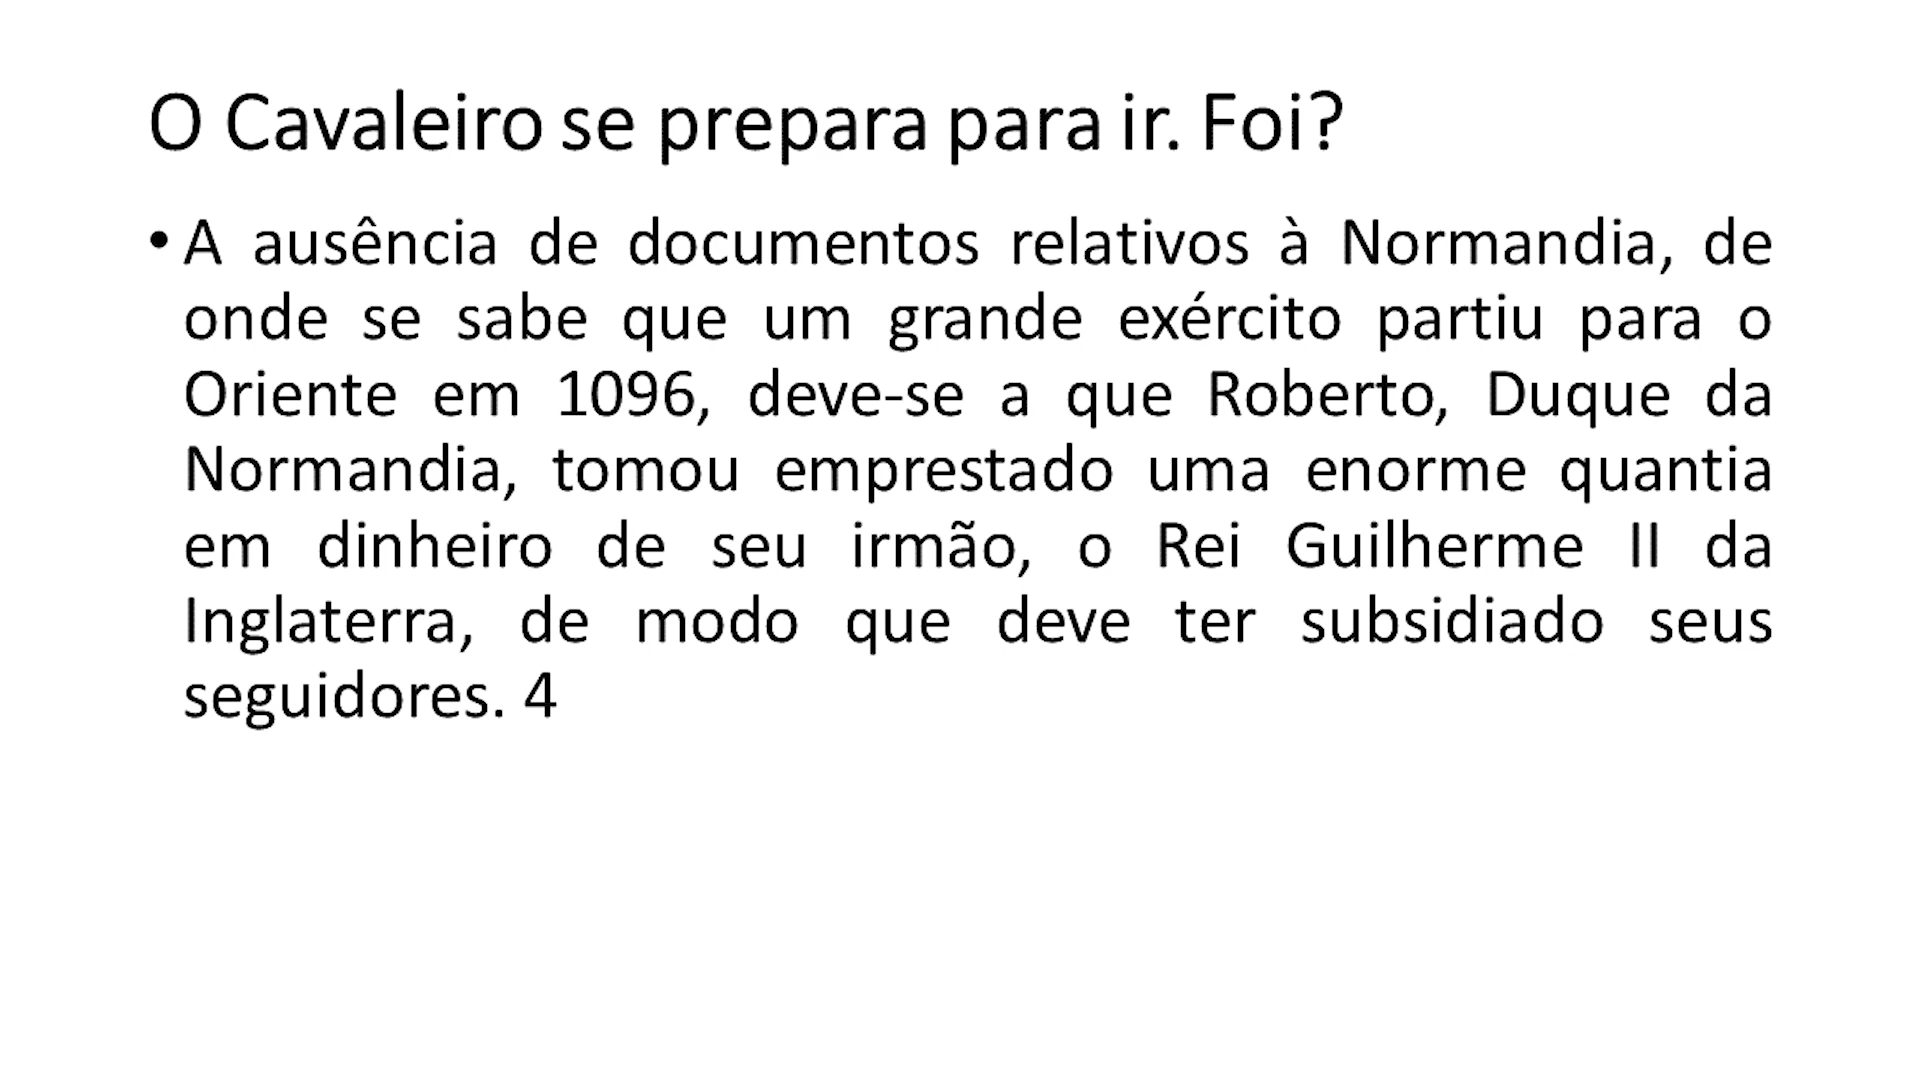 O Cavaleiro se prepara para ir. Foi?
• A ausência de documentos relativos à Normandia, de
onde se sabe que um grande exército partiu para o
Oriente em 1096, deve-se a que Roberto, Duque da
Normandia, tomou emprestado uma enorme quantia
em dinheiro de seu irmão, o Rei Guilherme II da
Inglaterra, de modo que deve ter subsidiado seus
seguidores. 4